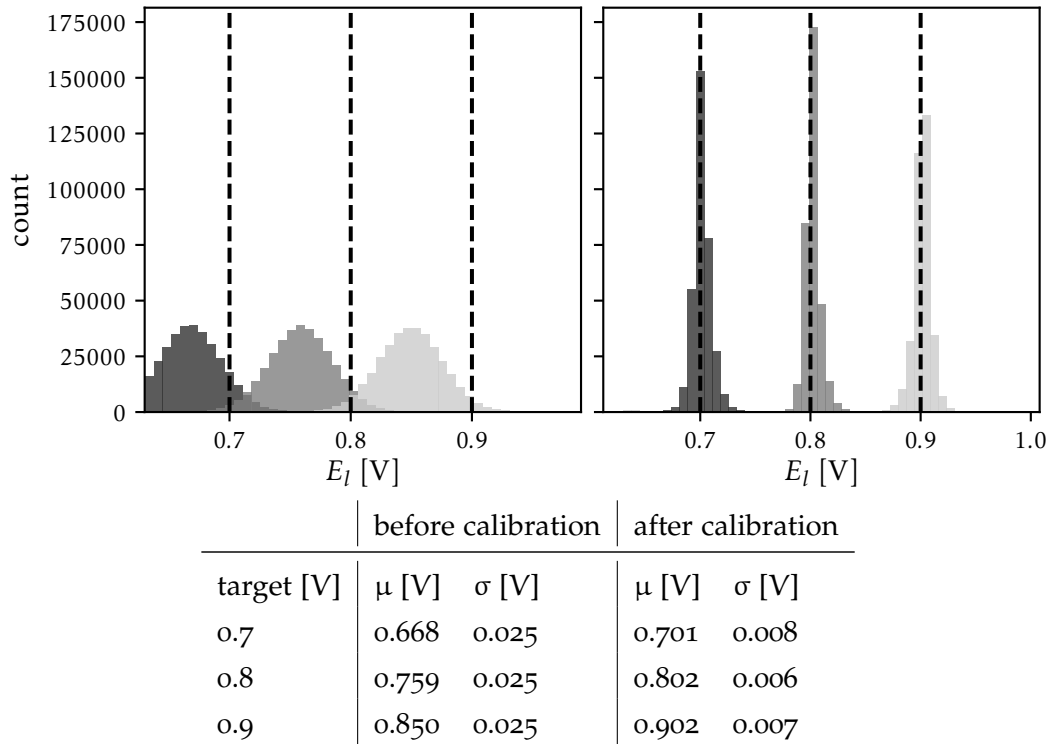 175000
150000
125000
100000
75000
50000
25000
0
count
0.7 0.8 0.9
E_l [V]
0.7 0.8 0.9 1.0
E_l [V]
before calibration after calibration
target [V] μ [V] σ [V] μ [V] σ [V]
0.7 0.668 0.025 0.701 0.008
0.8 0.759 0.025 0.802 0.006
0.9 0.850 0.025 0.902 0.007